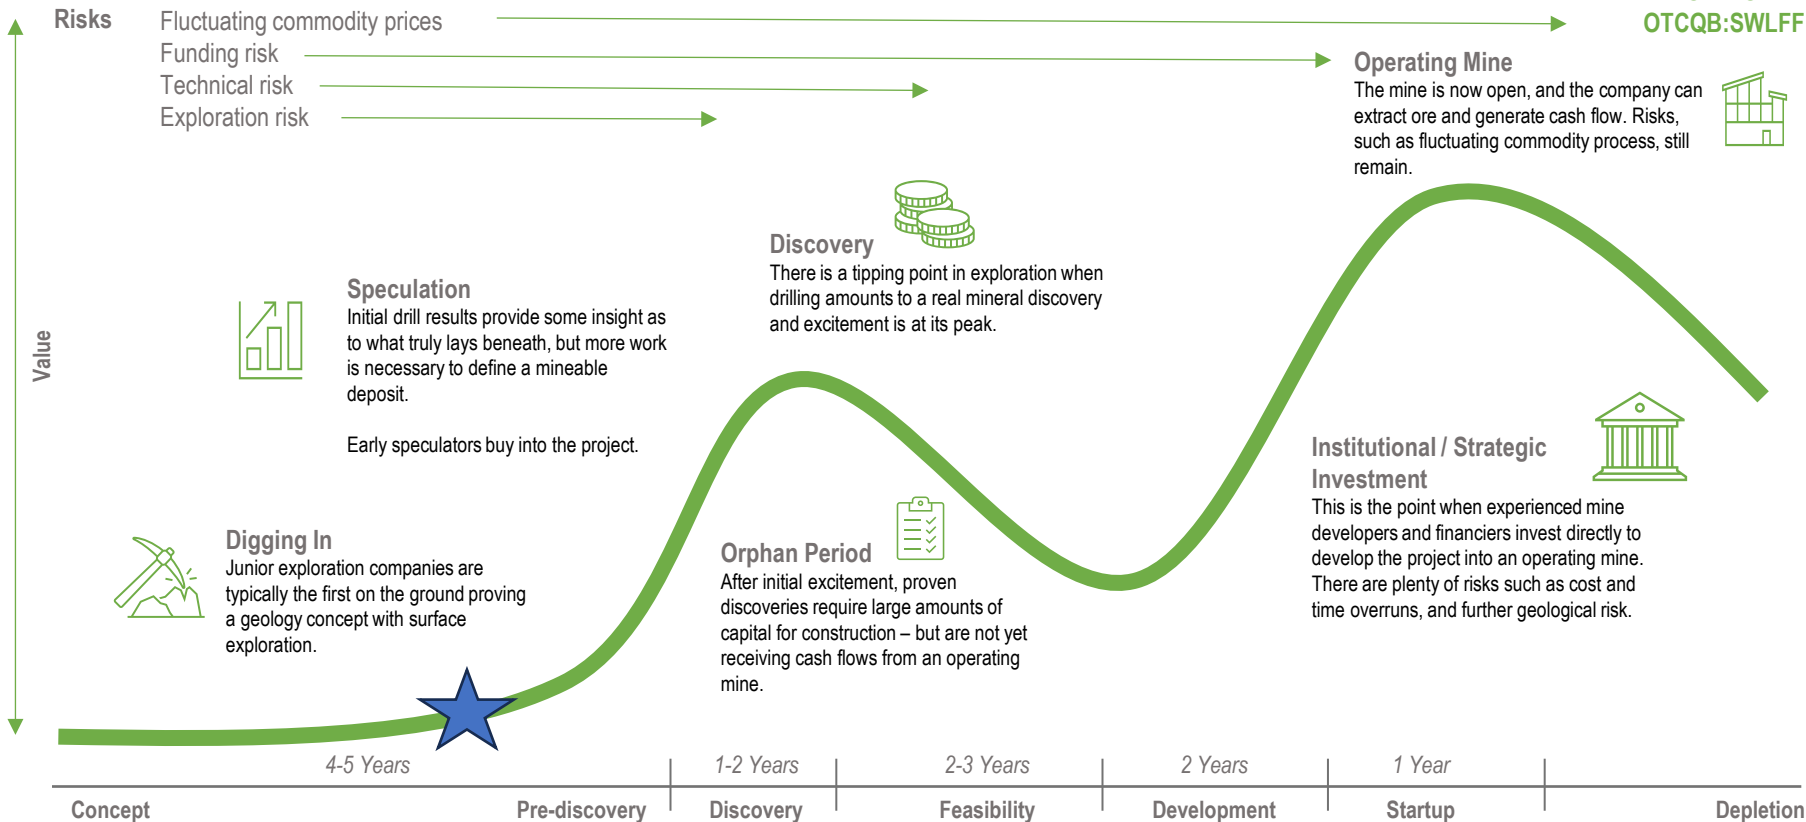 Risks
Fluctuating commodity prices
OTCQB:SWLFF
Funding risk
Technical risk
Exploration risk
Operating Mine
The mine is now open, and the company can
extract ore and generate cash flow. Risks,
such as fluctuating commodity process, still
remain.
Discovery
There is a tipping point in exploration when
drilling amounts to a real mineral discovery
and excitement is at its peak.
Speculation
Initial drill results provide some insight as
to what truly lays beneath, but more work
is necessary to define a mineable
deposit.
Early speculators buy into the project.
Value
Institutional / Strategic
Investment
This is the point when experienced mine
developers and financiers invest directly to
develop the project into an operating mine.
There are plenty of risks such as cost and
time overruns, and further geological risk.
Digging In
Junior exploration companies are
typically the first on the ground proving
a geology concept with surface
exploration.
Orphan Period
After initial excitement, proven
discoveries require large amounts of
capital for construction – but are not yet
receiving cash flows from an operating
mine.
4-5 Years
1-2 Years
2-3 Years
2 Years
1 Year
Concept
Pre-discovery
Discovery
Feasibility
Development
Startup
Depletion